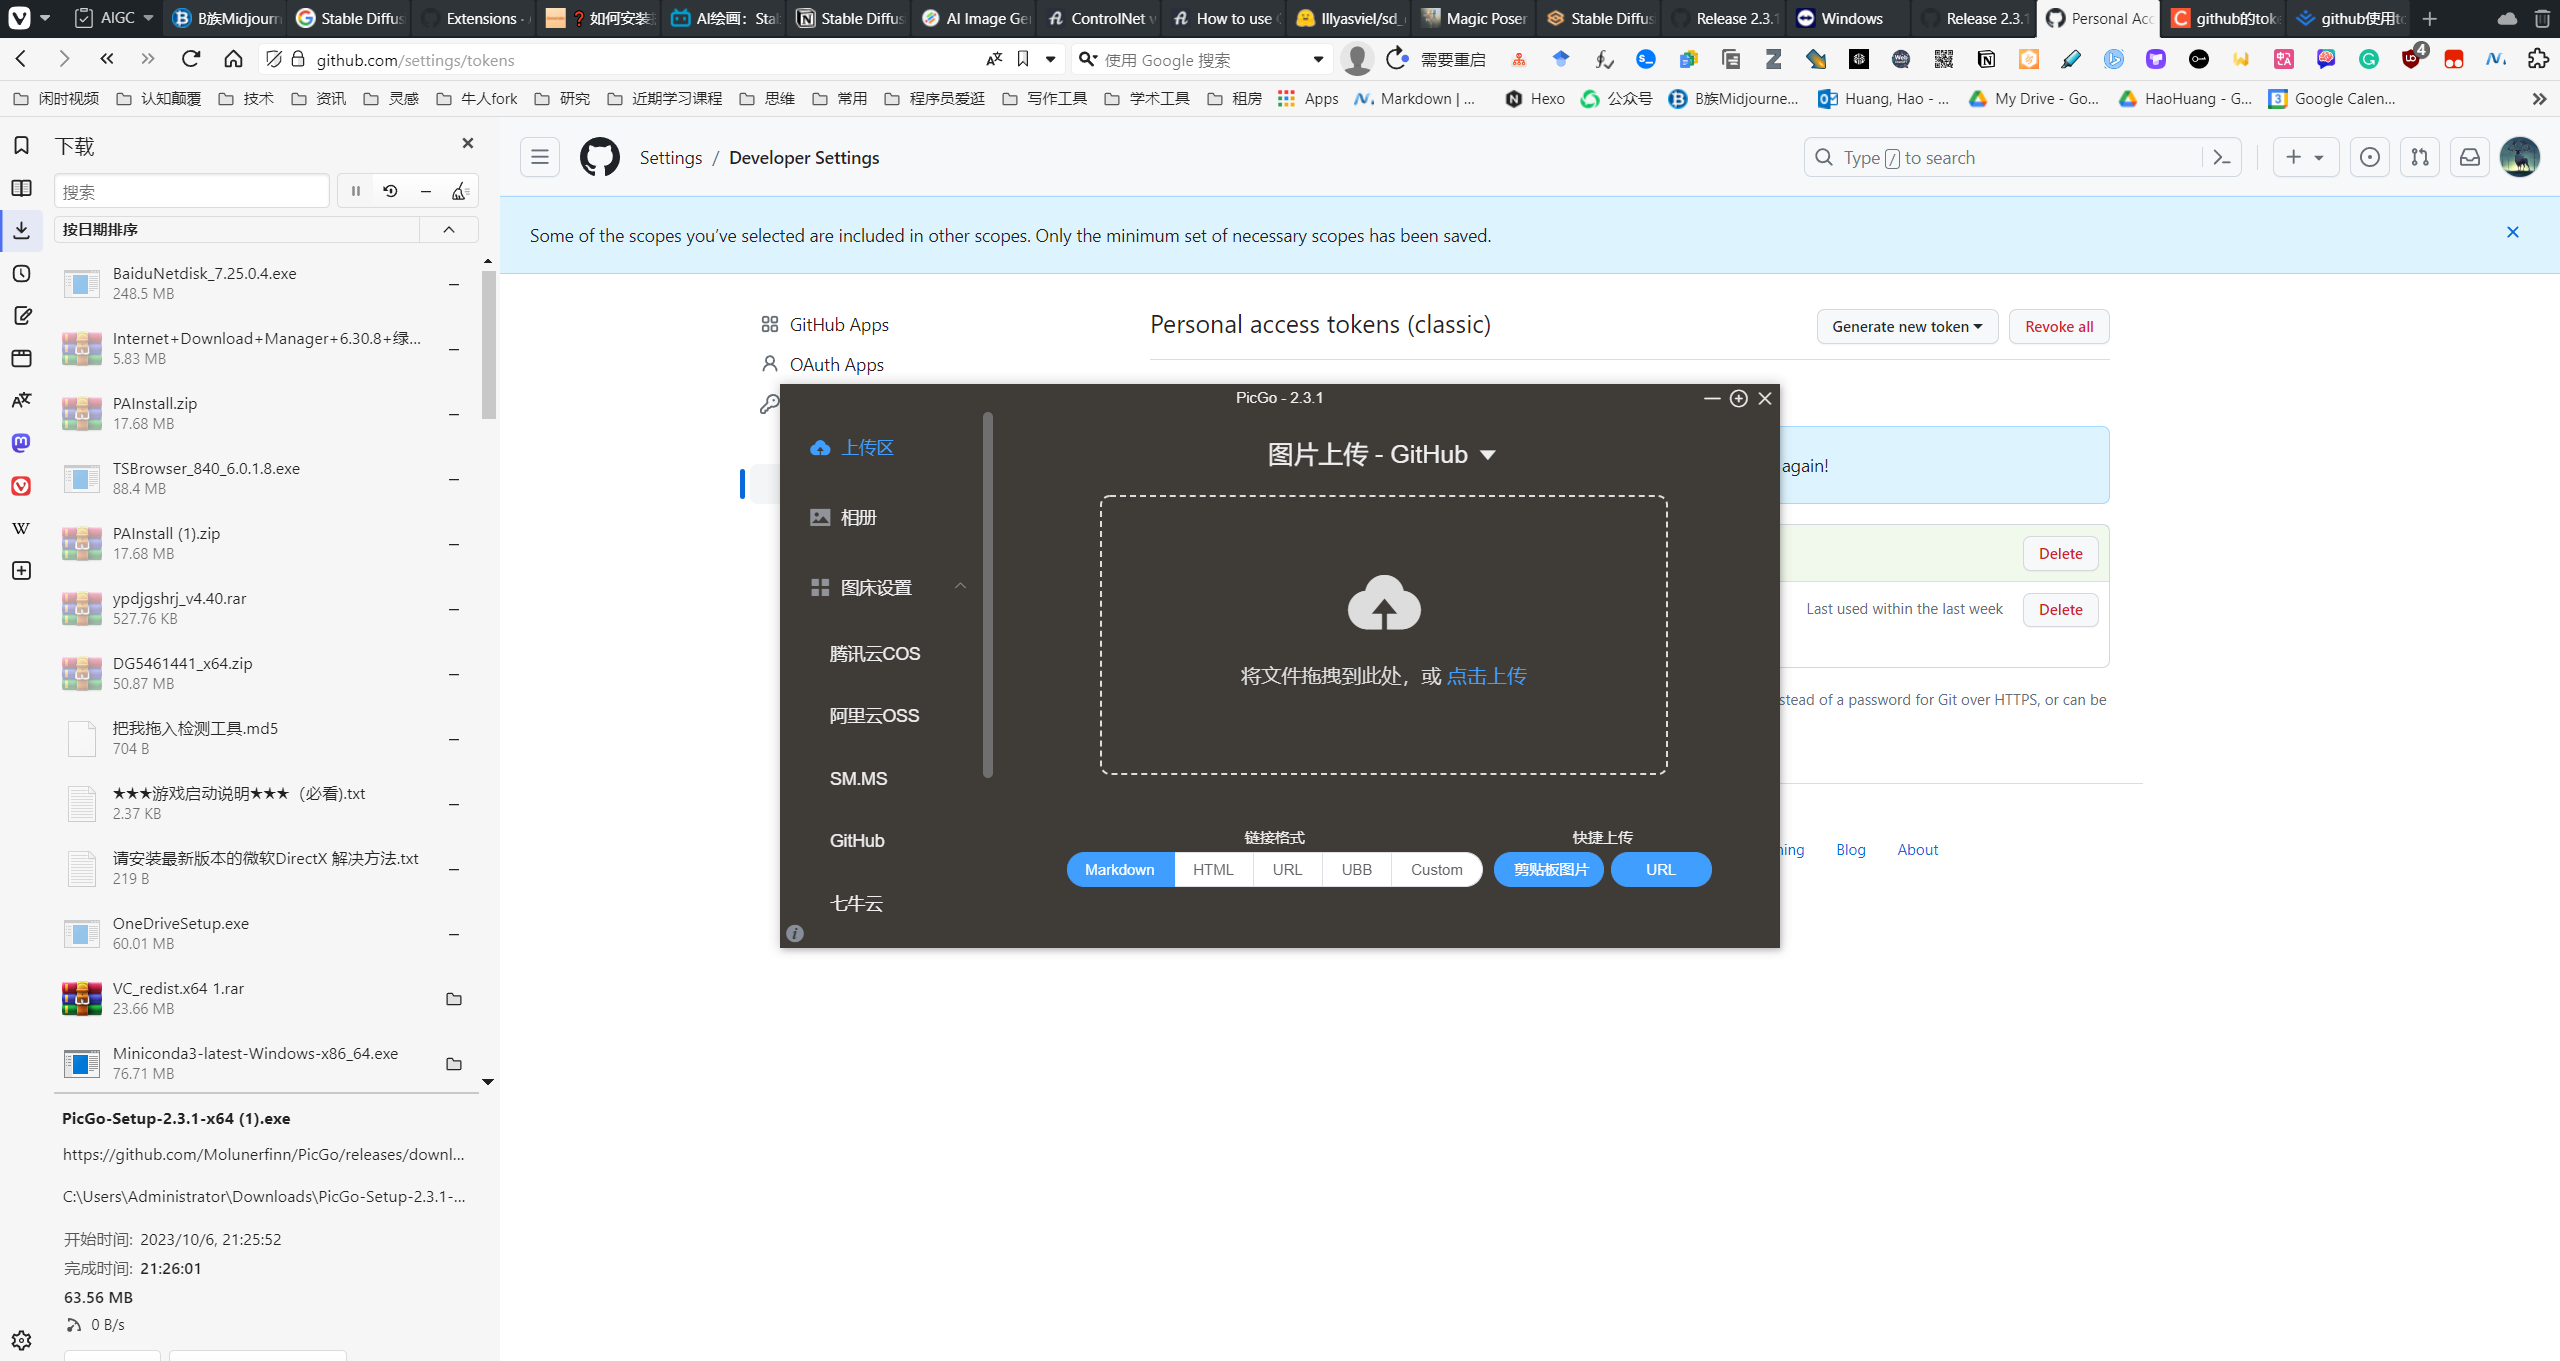 AIGC
B族Midjourn
Stable Diffus
Extensions ·
❓如何安装
AI绘画：Stal
Stable Diffus
AI Image Ge
ControlNet v
How to use
lllyasviel/sd_
Magic Poser
Stable Diffus
Release 2.3.1
Windows
Release 2.3.1
Personal Acc
github的toke
github使用to
github.com/settings/tokens
使用 Google 搜索
需要重启
4
闲时视频
认知颠覆
技术
资讯
灵感
牛人fork
研究
近期学习课程
思维
常用
程序员爱逛
写作工具
学术工具
租房
Apps
Markdown | ...
Hexo
公众号
B族Midjourne...
Huang, Hao - ...
My Drive - Go...
HaoHuang - G...
Google Calen...
下载
搜索
按日期排序
BaiduNetdisk_7.25.0.4.exe
248.5 MB
Internet+Download+Manager+6.30.8+绿...
5.83 MB
PAInstall.zip
17.68 MB
TSBrowser_840_6.0.1.8.exe
88.4 MB
PAInstall (1).zip
17.68 MB
ypdjgshrj_v4.40.rar
527.76 KB
DG5461441_x64.zip
50.87 MB
把我拖入检测工具.md5
704 B
★★★游戏启动说明★★★（必看).txt
2.37 KB
请安装最新版本的微软DirectX 解决方法.txt
219 B
OneDriveSetup.exe
60.01 MB
VC_redist.x64 1.rar
23.66 MB
Miniconda3-latest-Windows-x86_64.exe
76.71 MB
PicGo-Setup-2.3.1-x64 (1).exe
https://github.com/Molunerfinn/PicGo/releases/downl...
C:\Users\Administrator\Downloads\PicGo-Setup-2.3.1-...
开始时间: 2023/10/6, 21:25:52
完成时间: 21:26:01
63.56 MB
0 B/s
Settings / Developer Settings
Type / to search
Some of the scopes you’ve selected are included in other scopes. Only the minimum set of necessary scopes has been saved.
GitHub Apps
OAuth Apps
Personal access tokens (classic)
Generate new token
Revoke all
again!
Delete
Last used within the last week
Delete
stead of a password for Git over HTTPS, or can be
ning
Blog
About
PicGo - 2.3.1
上传区
相册
图床设置
腾讯云COS
阿里云OSS
SM.MS
GitHub
七牛云
图片上传 - GitHub
将文件拖拽到此处，或 点击上传
链接格式
快捷上传
Markdown
HTML
URL
UBB
Custom
剪贴板图片
URL